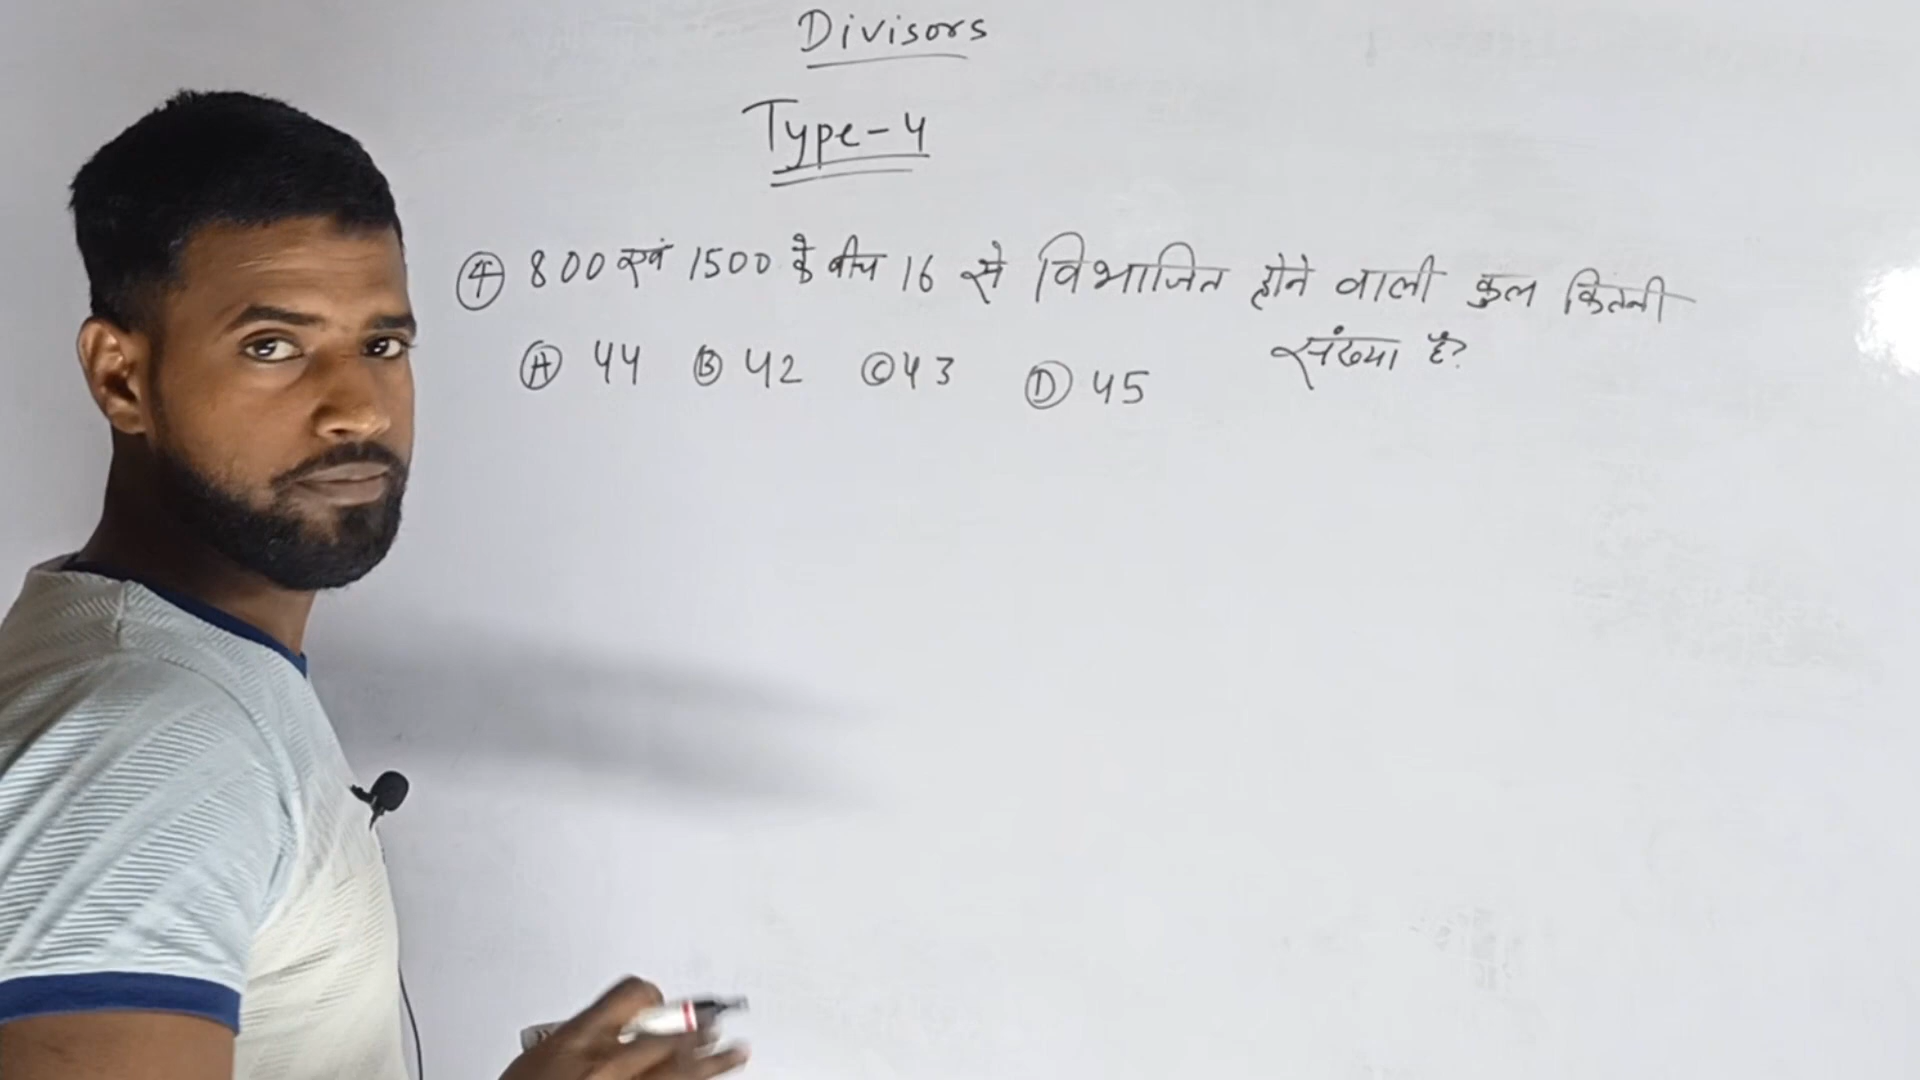 Divisors
Type-4
④ 800 एवं 1500 के बीच 16 से विभाजित होने वाली कुल कितनी
संख्या है?
Ⓐ 44 Ⓑ 42 Ⓒ 43 Ⓓ 45